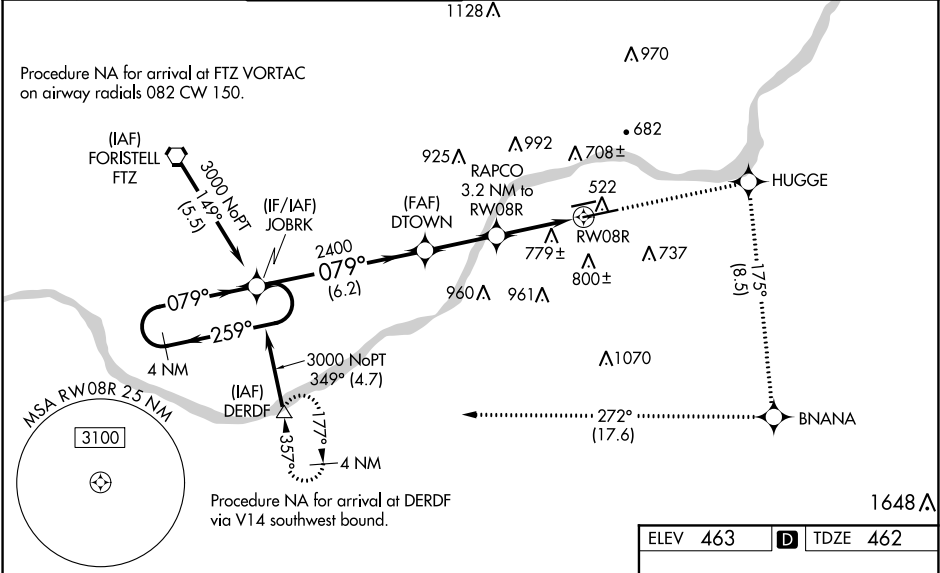 1128
970
Procedure NA for arrival at FTZ VORTAC
on airway radials 082 CW 150.
682
992
925
708±
(IAF)
FORISTELL
FTZ
3000 NoPT
149°
(5.5)
RAPCO
3.2 NM to
RW08R
522
HUGGE
(IF/IAF)
JOBRK
(FAF)
DTOWN
RW08R
2400
079°
(6.2)
779±
737
800±
175°
(8.5)
079°
960
961
259°
4 NM
3000 NoPT
349° (4.7)
1070
(IAF)
DERDF
MSA RW08R 25 NM
3100
177°
357°
4 NM
272°
(17.6)
BNANA
Procedure NA for arrival at DERDF
via V14 southwest bound.
1648
ELEV 463 D TDZE 462